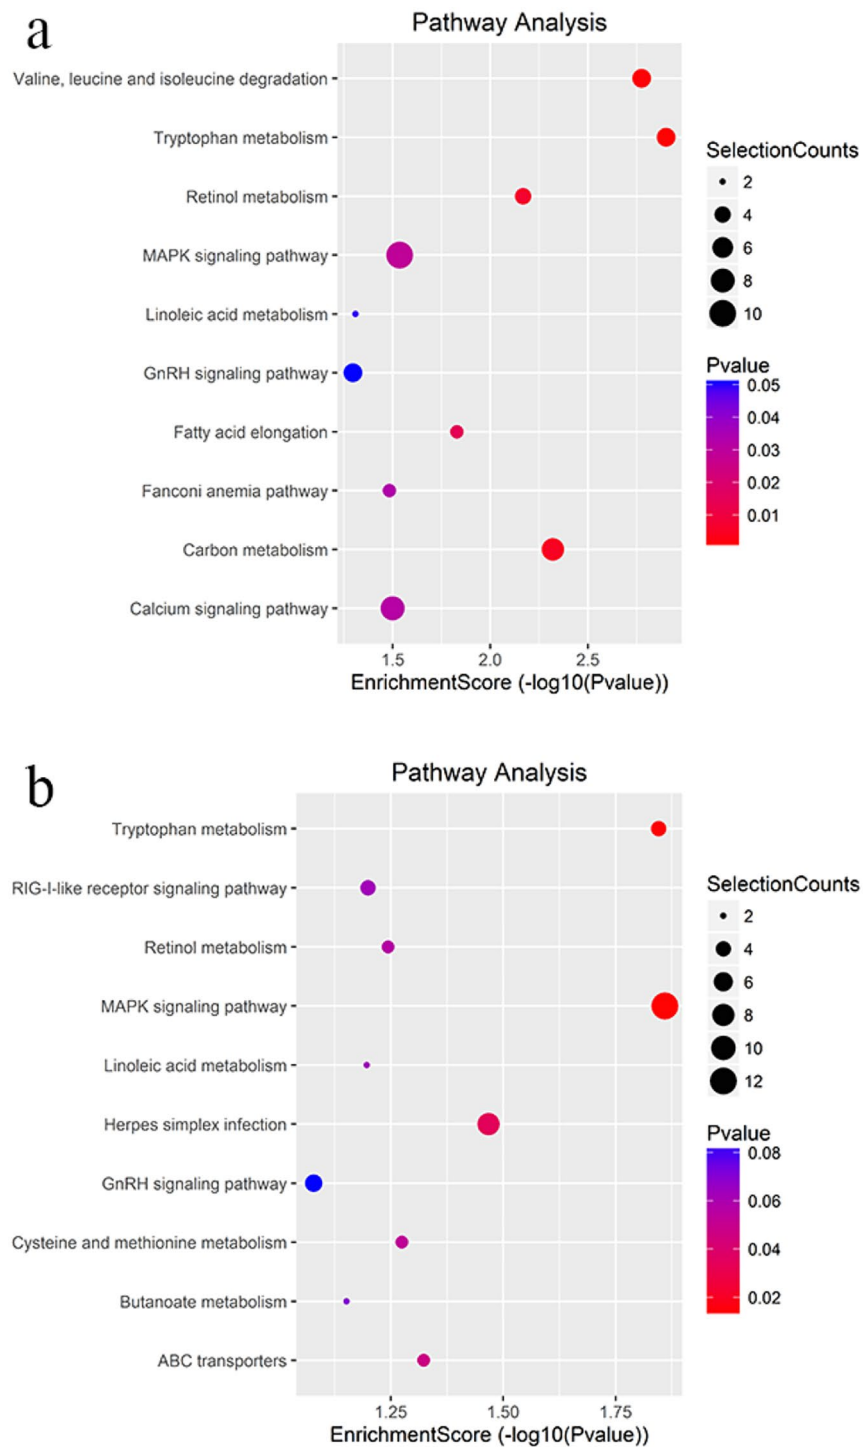 a
Pathway Analysis
Valine, leucine and isoleucine degradation
Tryptophan metabolism
Retinol metabolism
MAPK signaling pathway
Linoleic acid metabolism
GnRH signaling pathway
Fatty acid elongation
Fanconi anemia pathway
Carbon metabolism
Calcium signaling pathway
1.5 2.0 2.5
EnrichmentScore (-log10(Pvalue))
SelectionCounts
2
4
6
8
10
Pvalue
0.05
0.04
0.03
0.02
0.01
b
Pathway Analysis
Tryptophan metabolism
RIG-I-like receptor signaling pathway
Retinol metabolism
MAPK signaling pathway
Linoleic acid metabolism
Herpes simplex infection
GnRH signaling pathway
Cysteine and methionine metabolism
Butanoate metabolism
ABC transporters
1.25 1.50 1.75
EnrichmentScore (-log10(Pvalue))
SelectionCounts
2
4
6
8
10
12
Pvalue
0.08
0.06
0.04
0.02